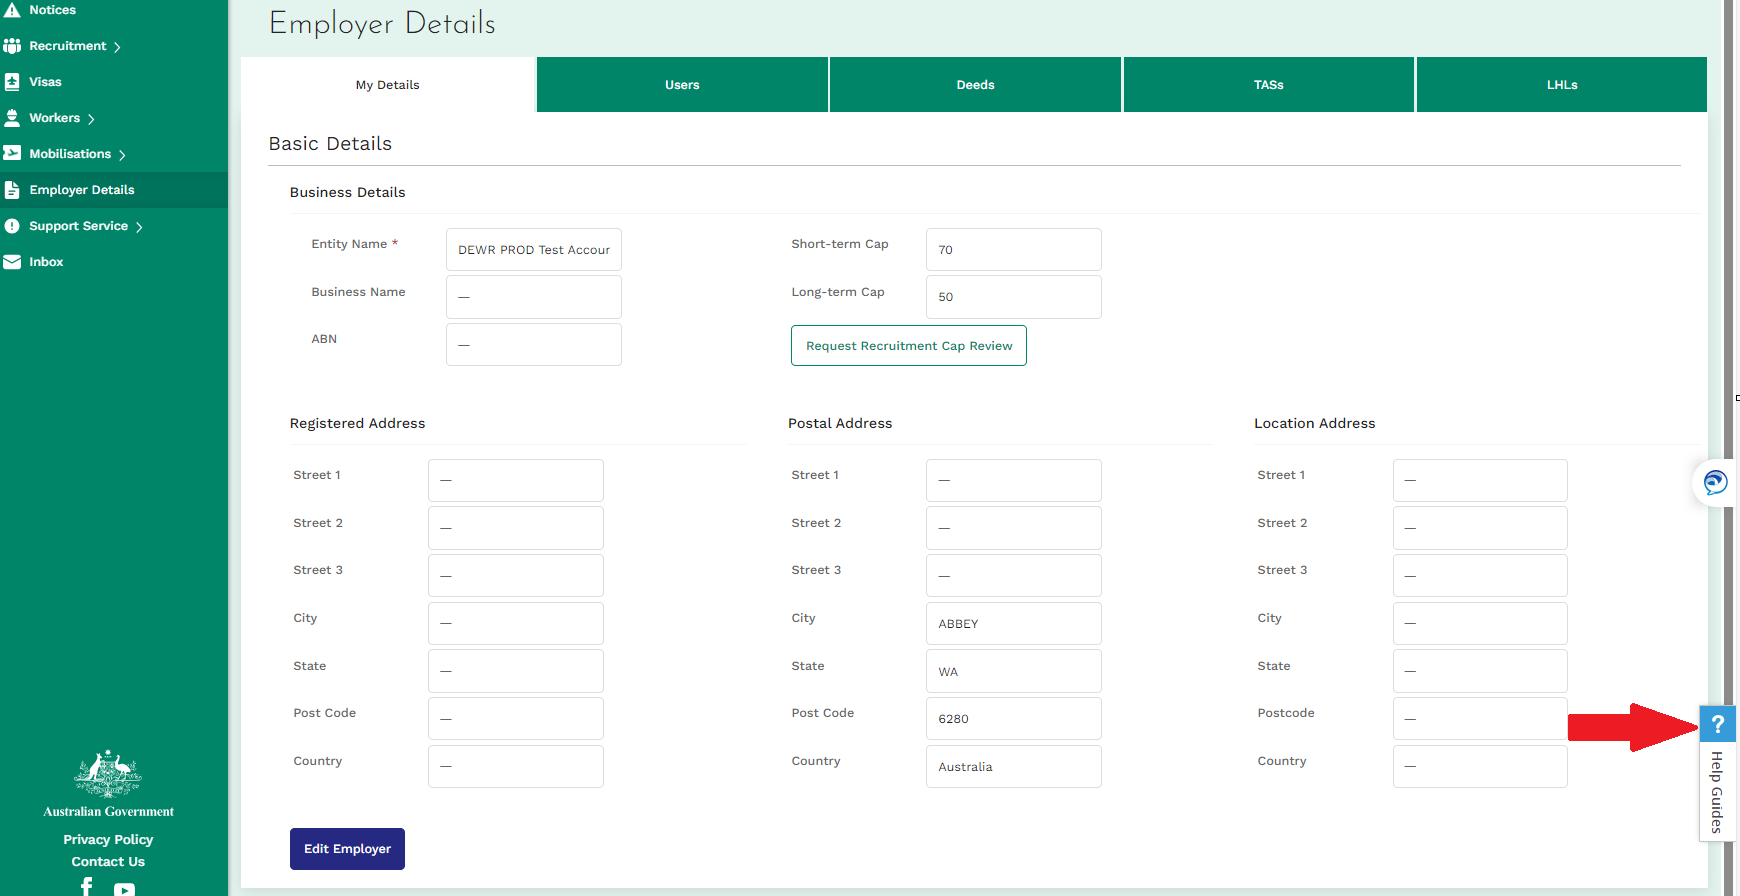 Notices
Recruitment
Visas
Workers
Mobilisations
Employer Details
Support Service
Inbox
Australian Government
Privacy Policy
Contact Us
Employer Details
My Details
Users
Deeds
TASs
LHLs
Basic Details
Business Details
Entity Name * DEWR PROD Test Accour
Short-term Cap 70
Business Name —
Long-term Cap 50
ABN —
Request Recruitment Cap Review
Registered Address
Street 1 —
Street 2 —
Street 3 —
City —
State —
Post Code —
Country —
Postal Address
Street 1 —
Street 2 —
Street 3 —
City ABBEY
State WA
Post Code 6280
Country Australia
Location Address
Street 1 —
Street 2 —
Street 3 —
City —
State —
Postcode —
Country —
Edit Employer
?
Help Guides